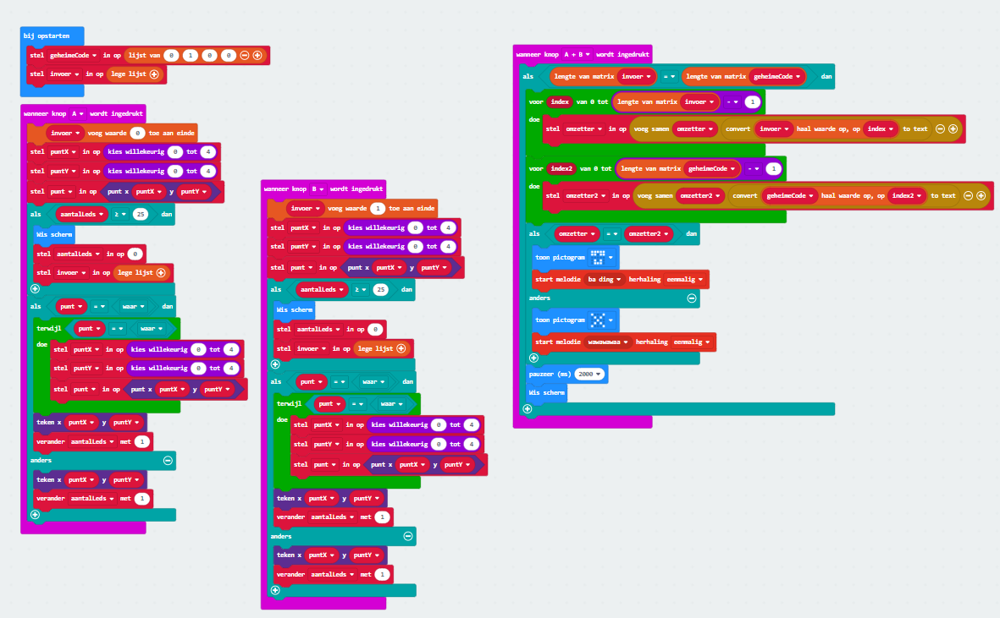 bij opstarten
stel geheimeCode in op lijst van 0 1 0 0
stel invoer in op lege lijst
wanneer knop A wordt ingedrukt
invoer voeg waarde 0 toe aan einde
stel puntX in op kies willekeurig 0 tot 4
stel puntY in op kies willekeurig 0 tot 4
stel punt in op punt x puntX y puntY
als aantalLeds ≥ 25 dan
Wis scherm
stel aantalLeds in op 0
stel invoer in op lege lijst
als punt = waar dan
terwijl punt = waar
doe
stel puntX in op kies willekeurig 0 tot 4
stel puntY in op kies willekeurig 0 tot 4
stel punt in op punt x puntX y puntY
teken x puntX y puntY
verander aantalLeds met 1
anders
teken x puntX y puntY
verander aantalLeds met 1
wanneer knop B wordt ingedrukt
invoer voeg waarde 1 toe aan einde
stel puntX in op kies willekeurig 0 tot 4
stel puntY in op kies willekeurig 0 tot 4
stel punt in op punt x puntX y puntY
als aantalLeds ≥ 25 dan
Wis scherm
stel aantalLeds in op 0
stel invoer in op lege lijst
als punt = waar dan
terwijl punt = waar
doe
stel puntX in op kies willekeurig 0 tot 4
stel puntY in op kies willekeurig 0 tot 4
stel punt in op punt x puntX y puntY
teken x puntX y puntY
verander aantalLeds met 1
anders
teken x puntX y puntY
verander aantalLeds met 1
wanneer knop A + B wordt ingedrukt
als lengte van matrix invoer = lengte van matrix geheimeCode dan
voor index van 0 tot lengte van matrix invoer - 1
doe
stel omzetter in op voeg samen omzetter convert invoer haal waarde op, op index to text
voor index2 van 0 tot lengte van matrix geheimeCode - 1
doe
stel omzetter2 in op voeg samen omzetter2 convert geheimeCode haal waarde op, op index2 to text
als omzetter = omzetter2 dan
toon pictogram
start melodie ba ding herhaling eenmalig
anders
toon pictogram
start melodie wawawawaa herhaling eenmalig
pauzeer (ms) 2000
Wis scherm